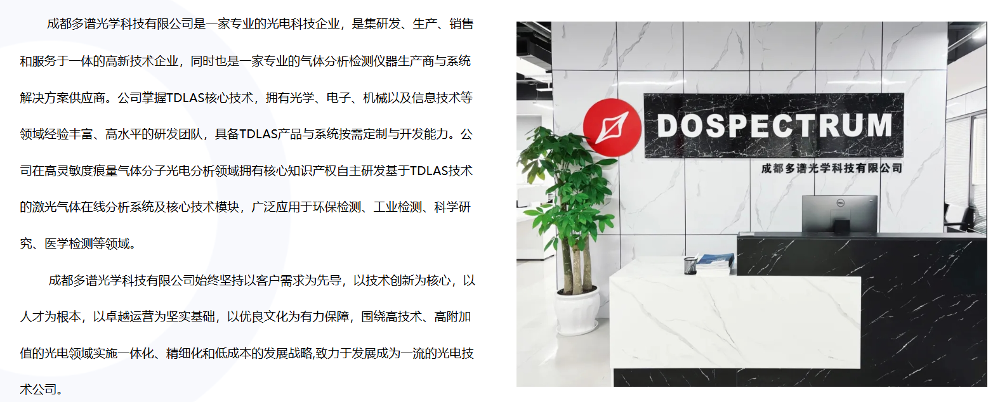 成都多谱光学科技有限公司是一家专业的光电科技企业，是集研发、生产、销售
和服务于一体的高新技术企业，同时也是一家专业的气体分析检测仪器生产商与系统
解决方案供应商。公司掌握TDLAS核心技术，拥有光学、电子、机械以及信息技术等
领域经验丰富、高水平的研发团队，具备TDLAS产品与系统按需定制与开发能力。公
司在高灵敏度痕量气体分子光电分析领域拥有核心知识产权自主研发基于TDLAS技术
的激光气体在线分析系统及核心技术模块，广泛应用于环保检测、工业检测、科学研
究、医学检测等领域。
成都多谱光学科技有限公司始终坚持以客户需求为先导，以技术创新为核心，以
人才为根本，以卓越运营为坚实基础，以优良文化为有力保障，围绕高技术、高附加
值的光电领域实施一体化、精细化和低成本的发展战略,致力于发展成为一流的光电技
术公司。
DOSPECTRUM
成都多谱光学科技有限公司
DELL